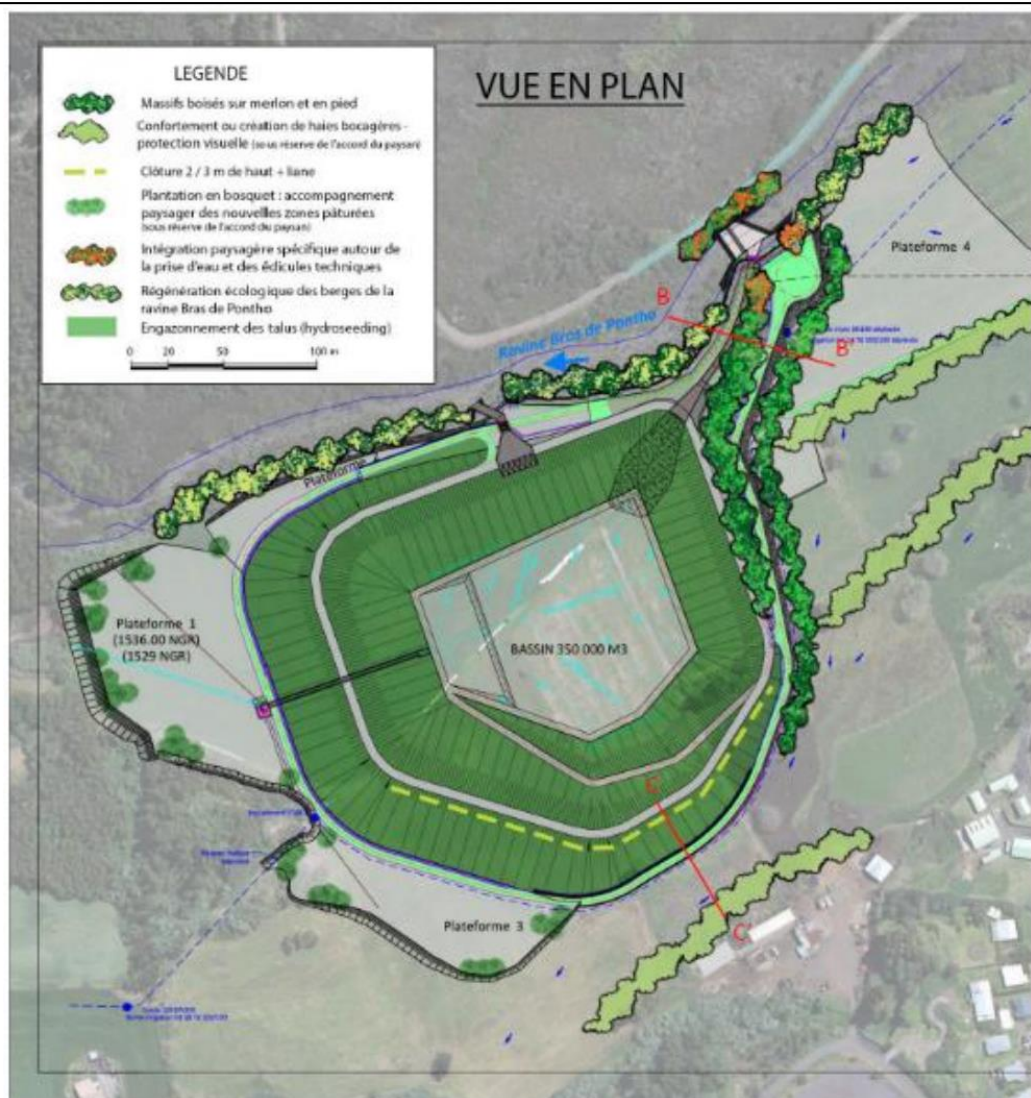 VUE EN PLAN
LEGENDE
Massifs boisés sur merlon et en pied
Confortement ou création de haies bocagères -
protection visuelle (sous réserve de l'accord du paysan)
Clôture 2 / 3 m de haut + liane
Plantation en bosquet : accompagnement
paysager des nouvelles zones pâturées
(sous réserve de l'accord du paysan)
Intégration paysagère spécifique autour de
la prise d'eau et des édicules techniques
Régénération écologique des berges de la
ravine Bras de Pontho
Engazonnement des talus (hydroseeding)
0 20 50 100 m
Plateforme 4
B
Ravine Bras de Pontho
B'
Plateforme
Plateforme 1
(1536.00 NGR)
(1529 NGR)
BASSIN 350 000 M3
C
Plateforme 3
C'